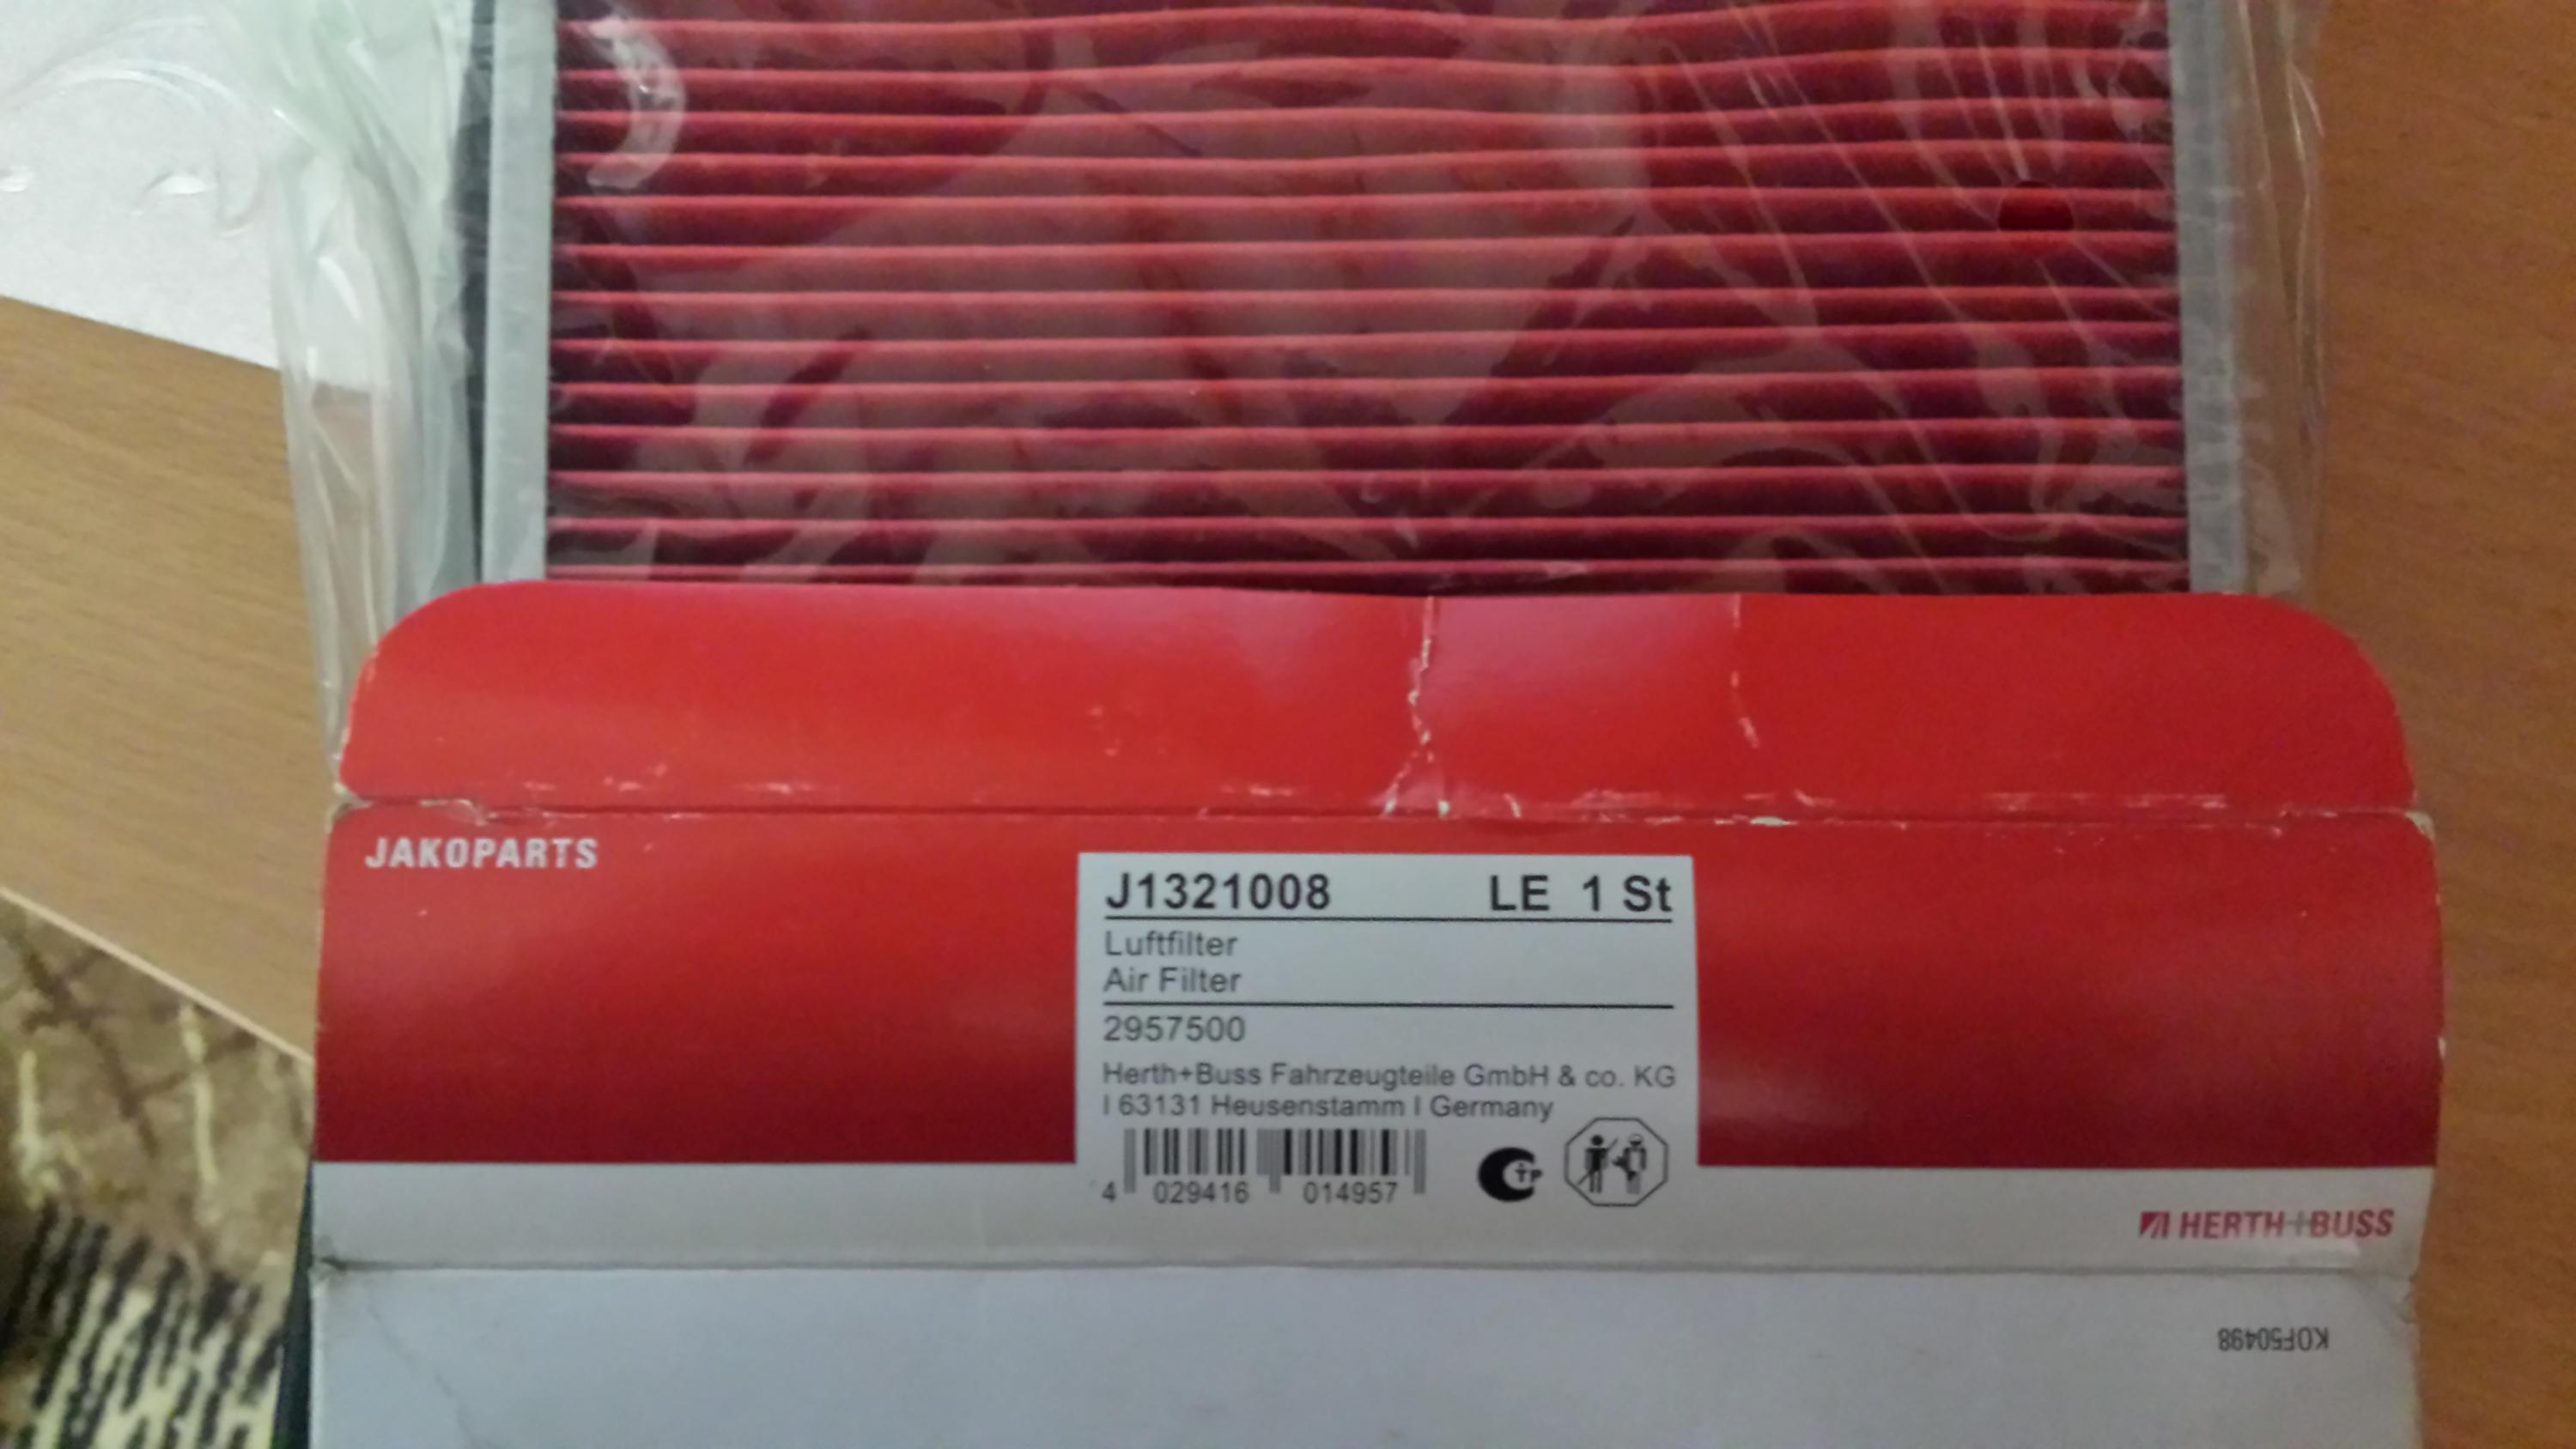 JAKOPARTS
J1321008 LE 1 St
Luftfilter
Air Filter
2957500
Herth+Buss Fahrzeugteile GmbH & co. KG
I 63131 Heusenstamm I Germany
4 029416 014957
TP
HERTH+BUSS
KOF50498